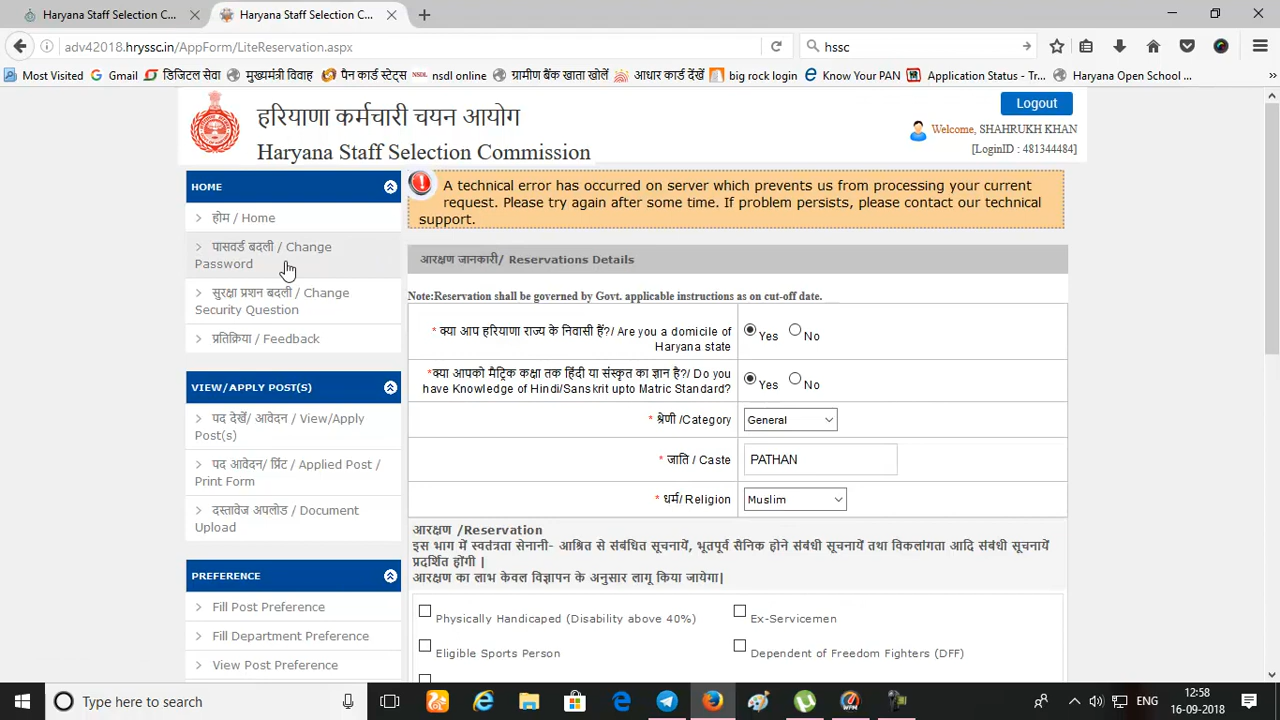 Haryana Staff Selection C...
Haryana Staff Selection C...
adv42018.hryssc.in/AppForm/LiteReservation.aspx
hssc
Most Visited Gmail डिजिटल सेवा मुख्यमंत्री विवाह पैन कार्ड स्टेट्स nsdl online ग्रामीण बैंक खाता खोलें आधार कार्ड देखें big rock login Know Your PAN Application Status - Tr... Haryana Open School ...
हरियाणा कर्मचारी चयन आयोग
Haryana Staff Selection Commission
Logout
Welcome, SHAHRUKH KHAN
[LoginID : 481344484]
HOME
होम / Home
पासवर्ड बदली / Change
Password
सुरक्षा प्रशन बदली / Change
Security Question
प्रतिक्रिया / Feedback
VIEW/APPLY POST(S)
पद देखें/ आवेदन / View/Apply
Post(s)
पद आवेदन/ प्रिंट / Applied Post /
Print Form
दस्तावेज अपलोड / Document
Upload
PREFERENCE
Fill Post Preference
Fill Department Preference
View Post Preference
A technical error has occurred on server which prevents us from processing your current
request. Please try again after some time. If problem persists, please contact our technical
support.
आरक्षण जानकारी/ Reservations Details
Note:Reservation shall be governed by Govt. applicable instructions as on cut-off date.
* क्या आप हरियाणा राज्य के निवासी हैं?/ Are you a domicile of
Haryana state
Yes No
*क्या आपको मैट्रिक कक्षा तक हिंदी या संस्कृत का ज्ञान है?/ Do you
have Knowledge of Hindi/Sanskrit upto Matric Standard?
Yes No
* श्रेणी /Category General
* जाति / Caste PATHAN
* धर्म/ Religion Muslim
आरक्षण /Reservation
इस भाग में स्वतंत्रता सेनानी- आश्रित से संबंधित सूचनायें, भूतपूर्व सैनिक होने संबंधी सूचनायें तथा विकलांगता आदि संबंधी सूचनायें
प्रदर्शित होंगी |
आरक्षण का लाभ केवल विज्ञापन के अनुसार लागू किया जायेगा|
Physically Handicaped (Disability above 40%) Ex-Servicemen
Eligible Sports Person Dependent of Freedom Fighters (DFF)
Type here to search
ENG
12:58
16-09-2018